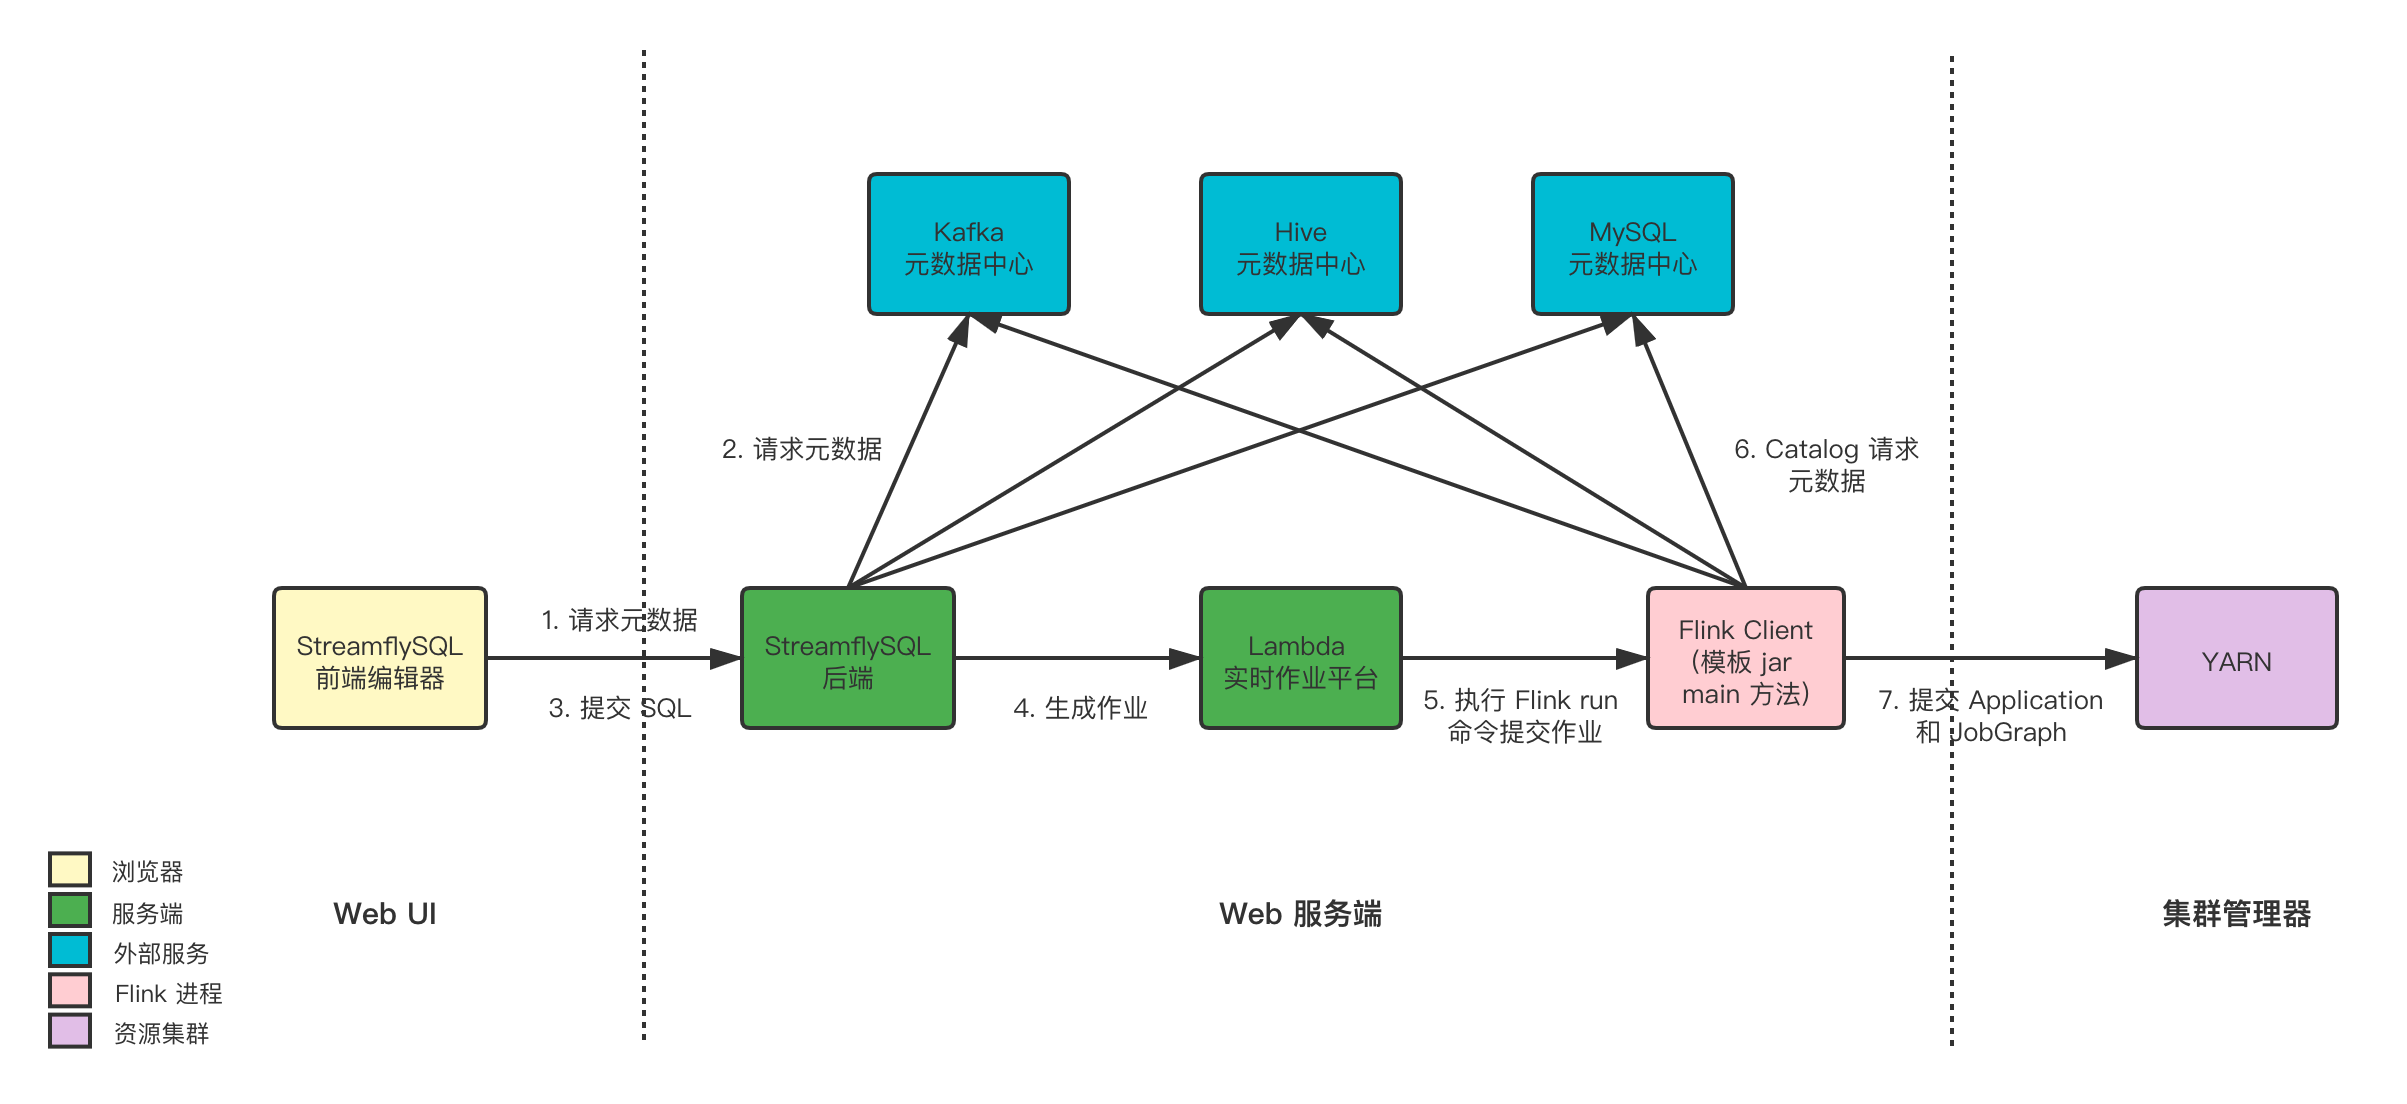 Kafka
元数据中心
Hive
元数据中心
MySQL
元数据中心
2. 请求元数据
6. Catalog 请求
元数据
StreamflySQL
前端编辑器
1. 请求元数据
3. 提交 SQL
StreamflySQL
后端
4. 生成作业
Lambda
实时作业平台
5. 执行 Flink run
命令提交作业
Flink Client
(模板 jar
main 方法)
7. 提交 Application
和 JobGraph
YARN
浏览器
服务端
外部服务
Flink 进程
资源集群
Web UI
Web 服务端
集群管理器